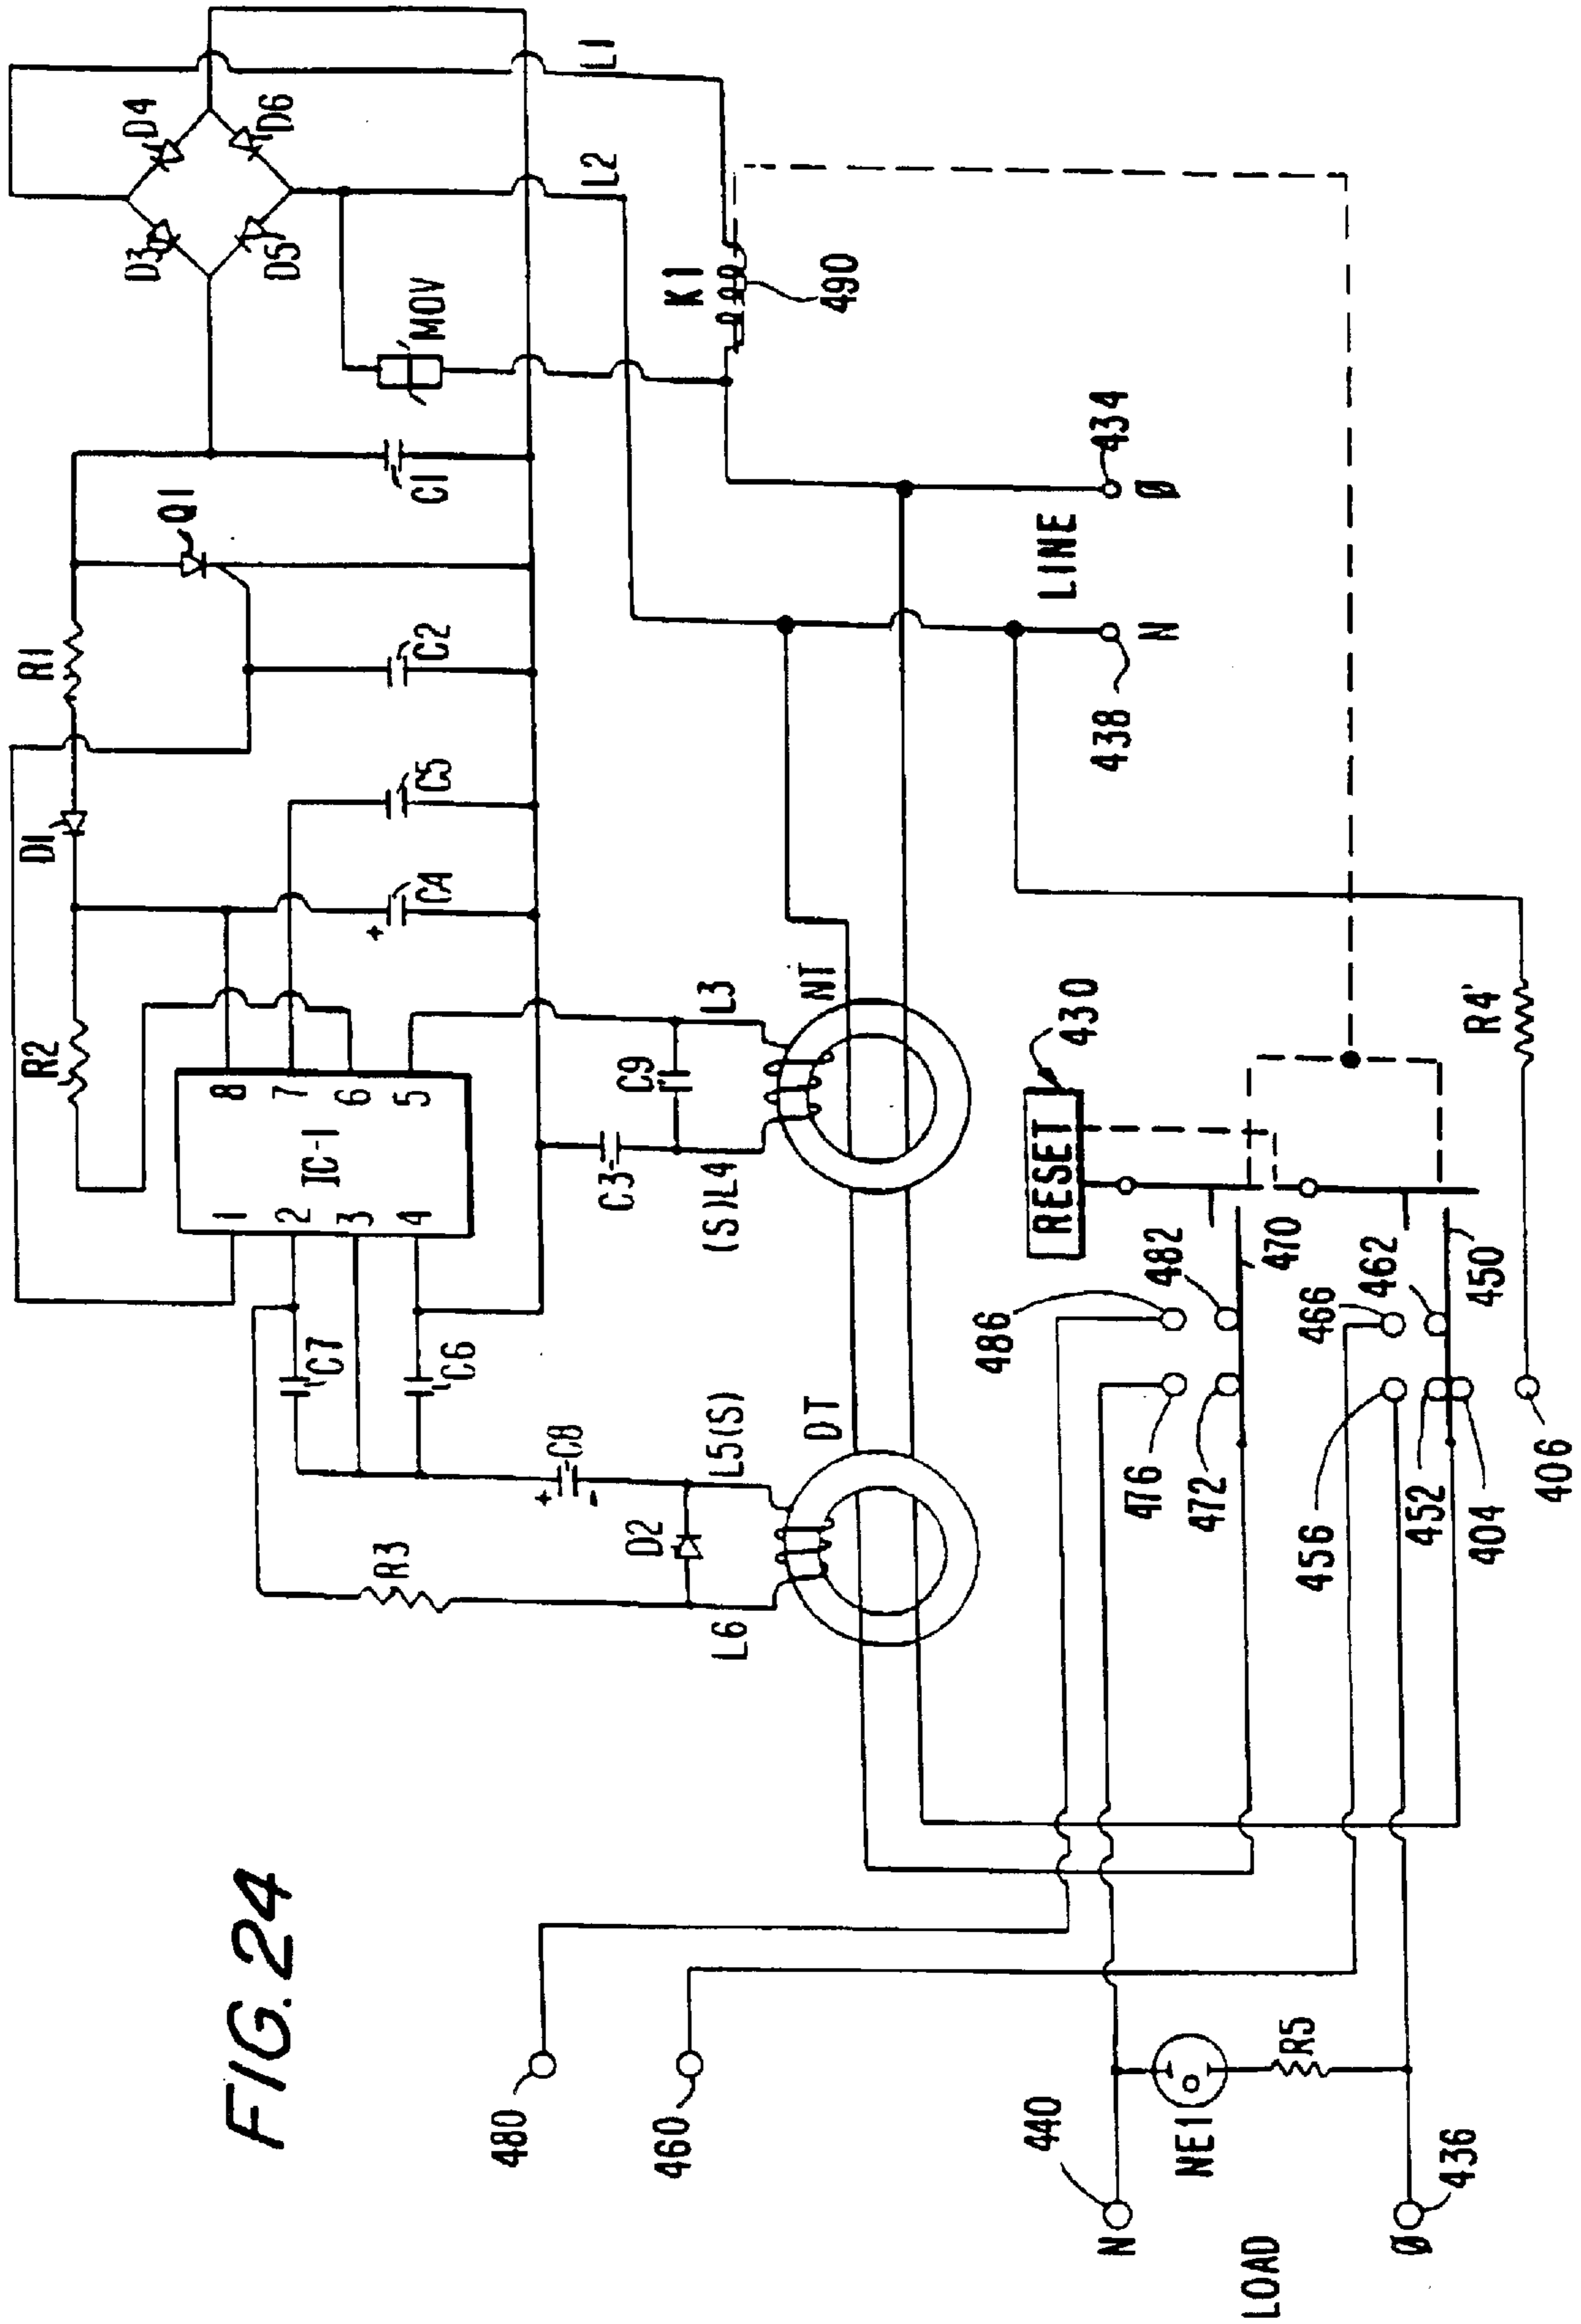 FIG. 24
D4
D6
D3
D5
L1
L2
MOV
K1
490
C1
Q1
R1
C2
C5
D1
C4
+
R2
IC-1
8
7
6
5
1
2
3
4
C7
C6
C8
+
-
R3
D2
L5(S)
L6
DT
C9
C3
L3
(S)L4
NT
LINE
434
Ø
438
N
RESET
430
R4'
486
482
470
476
472
466
462
450
456
452
404
406
480
460
440
N
NE1
R5
Ø
436
LOAD